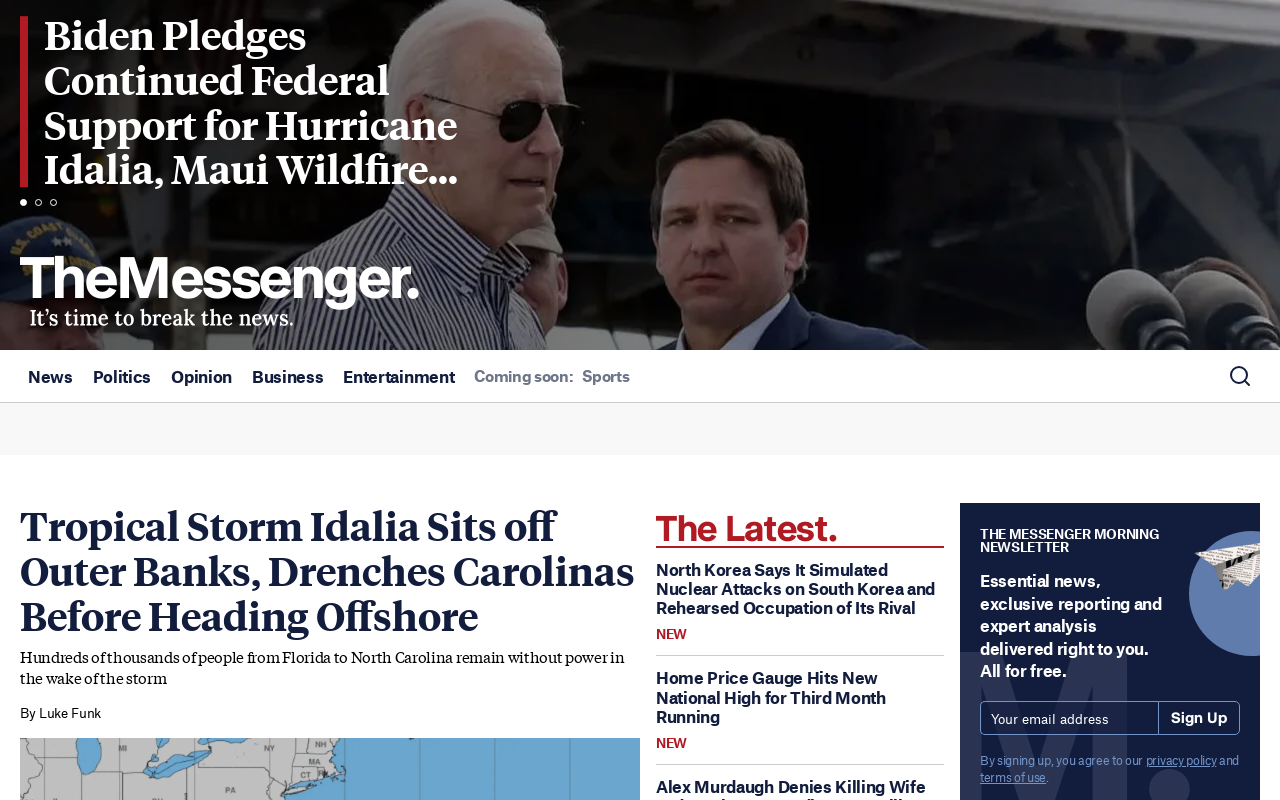 Biden Pledges
Continued Federal
Support for Hurricane
Idalia, Maui Wildfire...
U.S. COAST GUARD
TheMessenger.
It's time to break the news.
News Politics Opinion Business Entertainment Coming soon: Sports
Tropical Storm Idalia Sits off
Outer Banks, Drenches Carolinas
Before Heading Offshore
Hundreds of thousands of people from Florida to North Carolina remain without power in
the wake of the storm
By Luke Funk
MI NY NH
MA
CT RI
PA
The Latest.
North Korea Says It Simulated
Nuclear Attacks on South Korea and
Rehearsed Occupation of Its Rival
NEW
Home Price Gauge Hits New
National High for Third Month
Running
NEW
Alex Murdaugh Denies Killing Wife
THE MESSENGER MORNING
NEWSLETTER
Essential news,
exclusive reporting and
expert analysis
delivered right to you.
All for free.
Your email address Sign Up
By signing up, you agree to our privacy policy and
terms of use.
M.